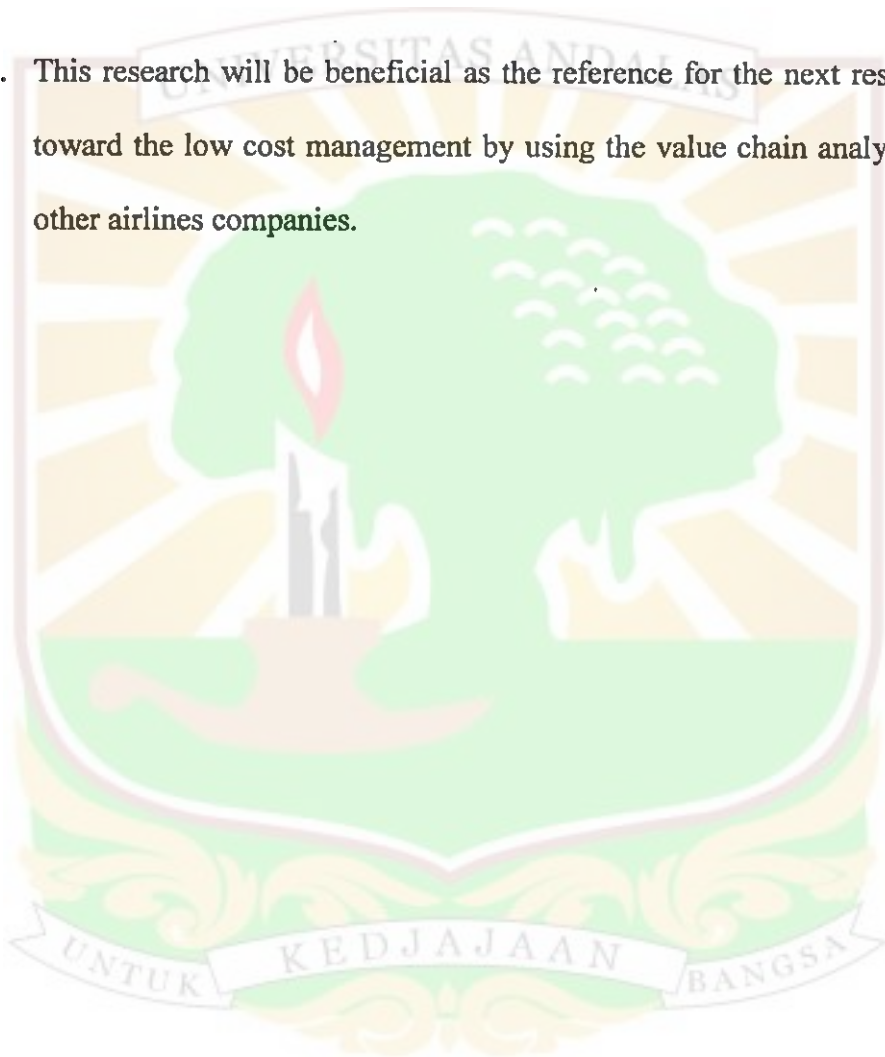 UNIVERSITAS ANDALAS
. This research will be beneficial as the reference for the next res
toward the low cost management by using the value chain analy
other airlines companies.
UNTUK KEDJAJAAN BANGSA